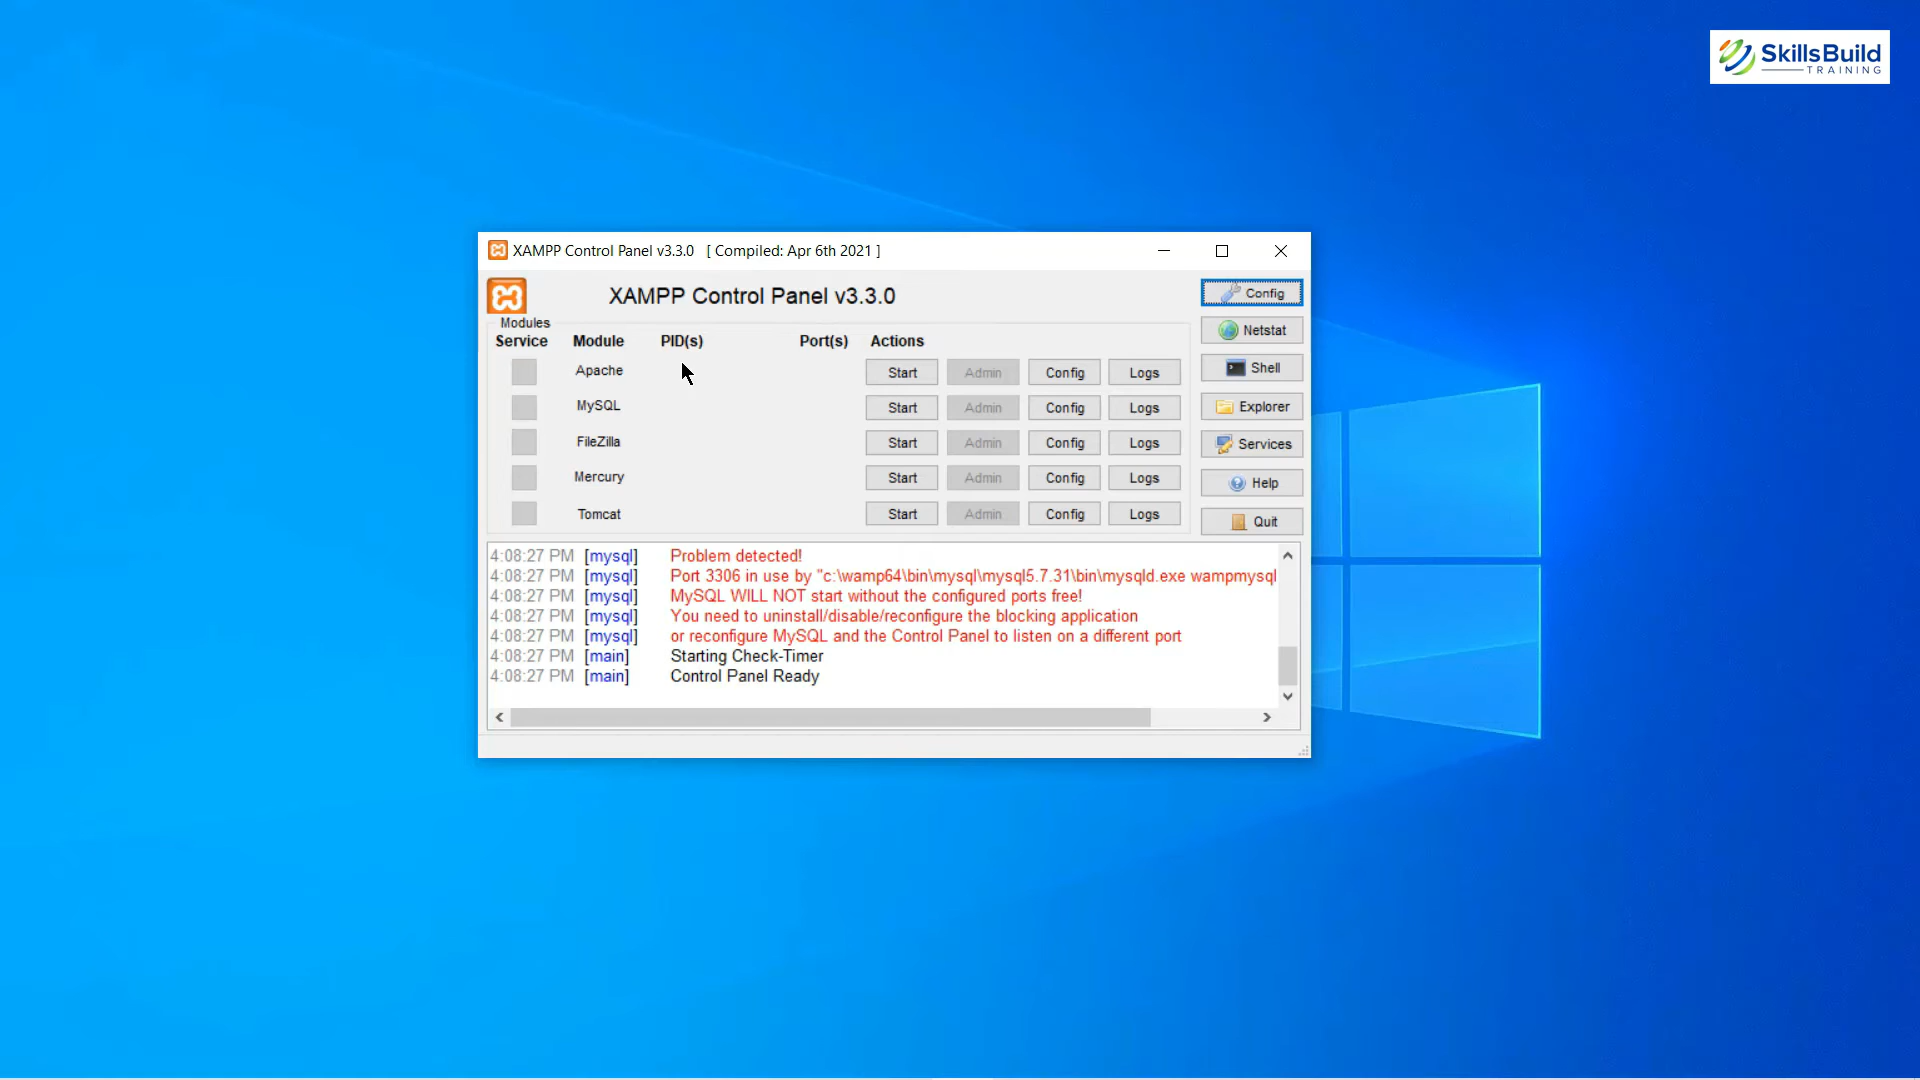 SkillsBuild
TRAINING
XAMPP Control Panel v3.3.0 [ Compiled: Apr 6th 2021 ]
XAMPP Control Panel v3.3.0
Config
Modules
Service Module PID(s) Port(s) Actions
Netstat
Apache Start Admin Config Logs
Shell
MySQL Start Admin Config Logs
Explorer
FileZilla Start Admin Config Logs
Services
Mercury Start Admin Config Logs
Help
Tomcat Start Admin Config Logs
Quit
4:08:27 PM [mysql] Problem detected!
4:08:27 PM [mysql] Port 3306 in use by "c:\wamp64\bin\mysql\mysql5.7.31\bin\mysqld.exe wampmysql
4:08:27 PM [mysql] MySQL WILL NOT start without the configured ports free!
4:08:27 PM [mysql] You need to uninstall/disable/reconfigure the blocking application
4:08:27 PM [mysql] or reconfigure MySQL and the Control Panel to listen on a different port
4:08:27 PM [main] Starting Check-Timer
4:08:27 PM [main] Control Panel Ready